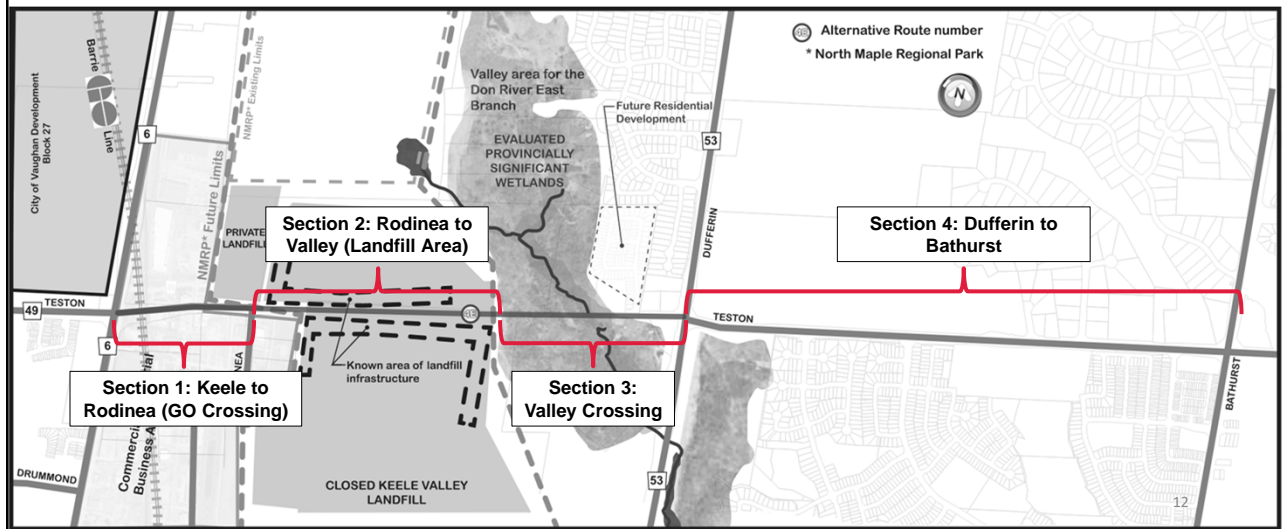 4E Alternative Route number
* North Maple Regional Park
N
City of Vaughan Development
Block 27
Barrie
GO
Line
6
NMRP* Existing Limits
NMRP* Future Limits
Valley area for the
Don River East
Branch
EVALUATED
PROVINCIALLY
SIGNIFICANT
WETLANDS
Future Residential
Development
53
DUFFERIN
PRIVATE
LANDFILL
Section 2: Rodinea to
Valley (Landfill Area)
Section 4: Dufferin to
Bathurst
TESTON
49
4E
TESTON
6
Known area of landfill
infrastructure
Section 1: Keele to
Rodinea (GO Crossing)
Section 3:
Valley Crossing
BATHURST
DRUMMOND
CLOSED KEELE VALLEY
LANDFILL
53
12